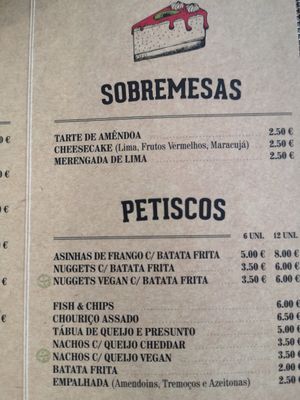 SOBREMESAS
TARTE DE AMÊNDOA 2.50 €
CHEESECAKE (Lima, Frutos Vermelhos, Maracujá) 2.50 €
MERENGADA DE LIMA 2.50 €
PETISCOS
6 UNI. 12 UNI.
ASINHAS DE FRANGO C/ BATATA FRITA 5.00 € 8.00 €
NUGGETS C/ BATATA FRITA 3.50 € 6.00 €
NUGGETS VEGAN C/ BATATA FRITA 3.50 € 6.00 €
FISH & CHIPS 6.00 €
CHOURIÇO ASSADO 6.50 €
TÁBUA DE QUEIJO E PRESUNTO 5.00 €
NACHOS C/ QUEIJO CHEDDAR 3.50 €
NACHOS C/ QUEIJO VEGAN 3.50 €
BATATA FRITA 2.00 €
EMPALHADA (Amendoins, Tremoços e Azeitonas) 2.50 €